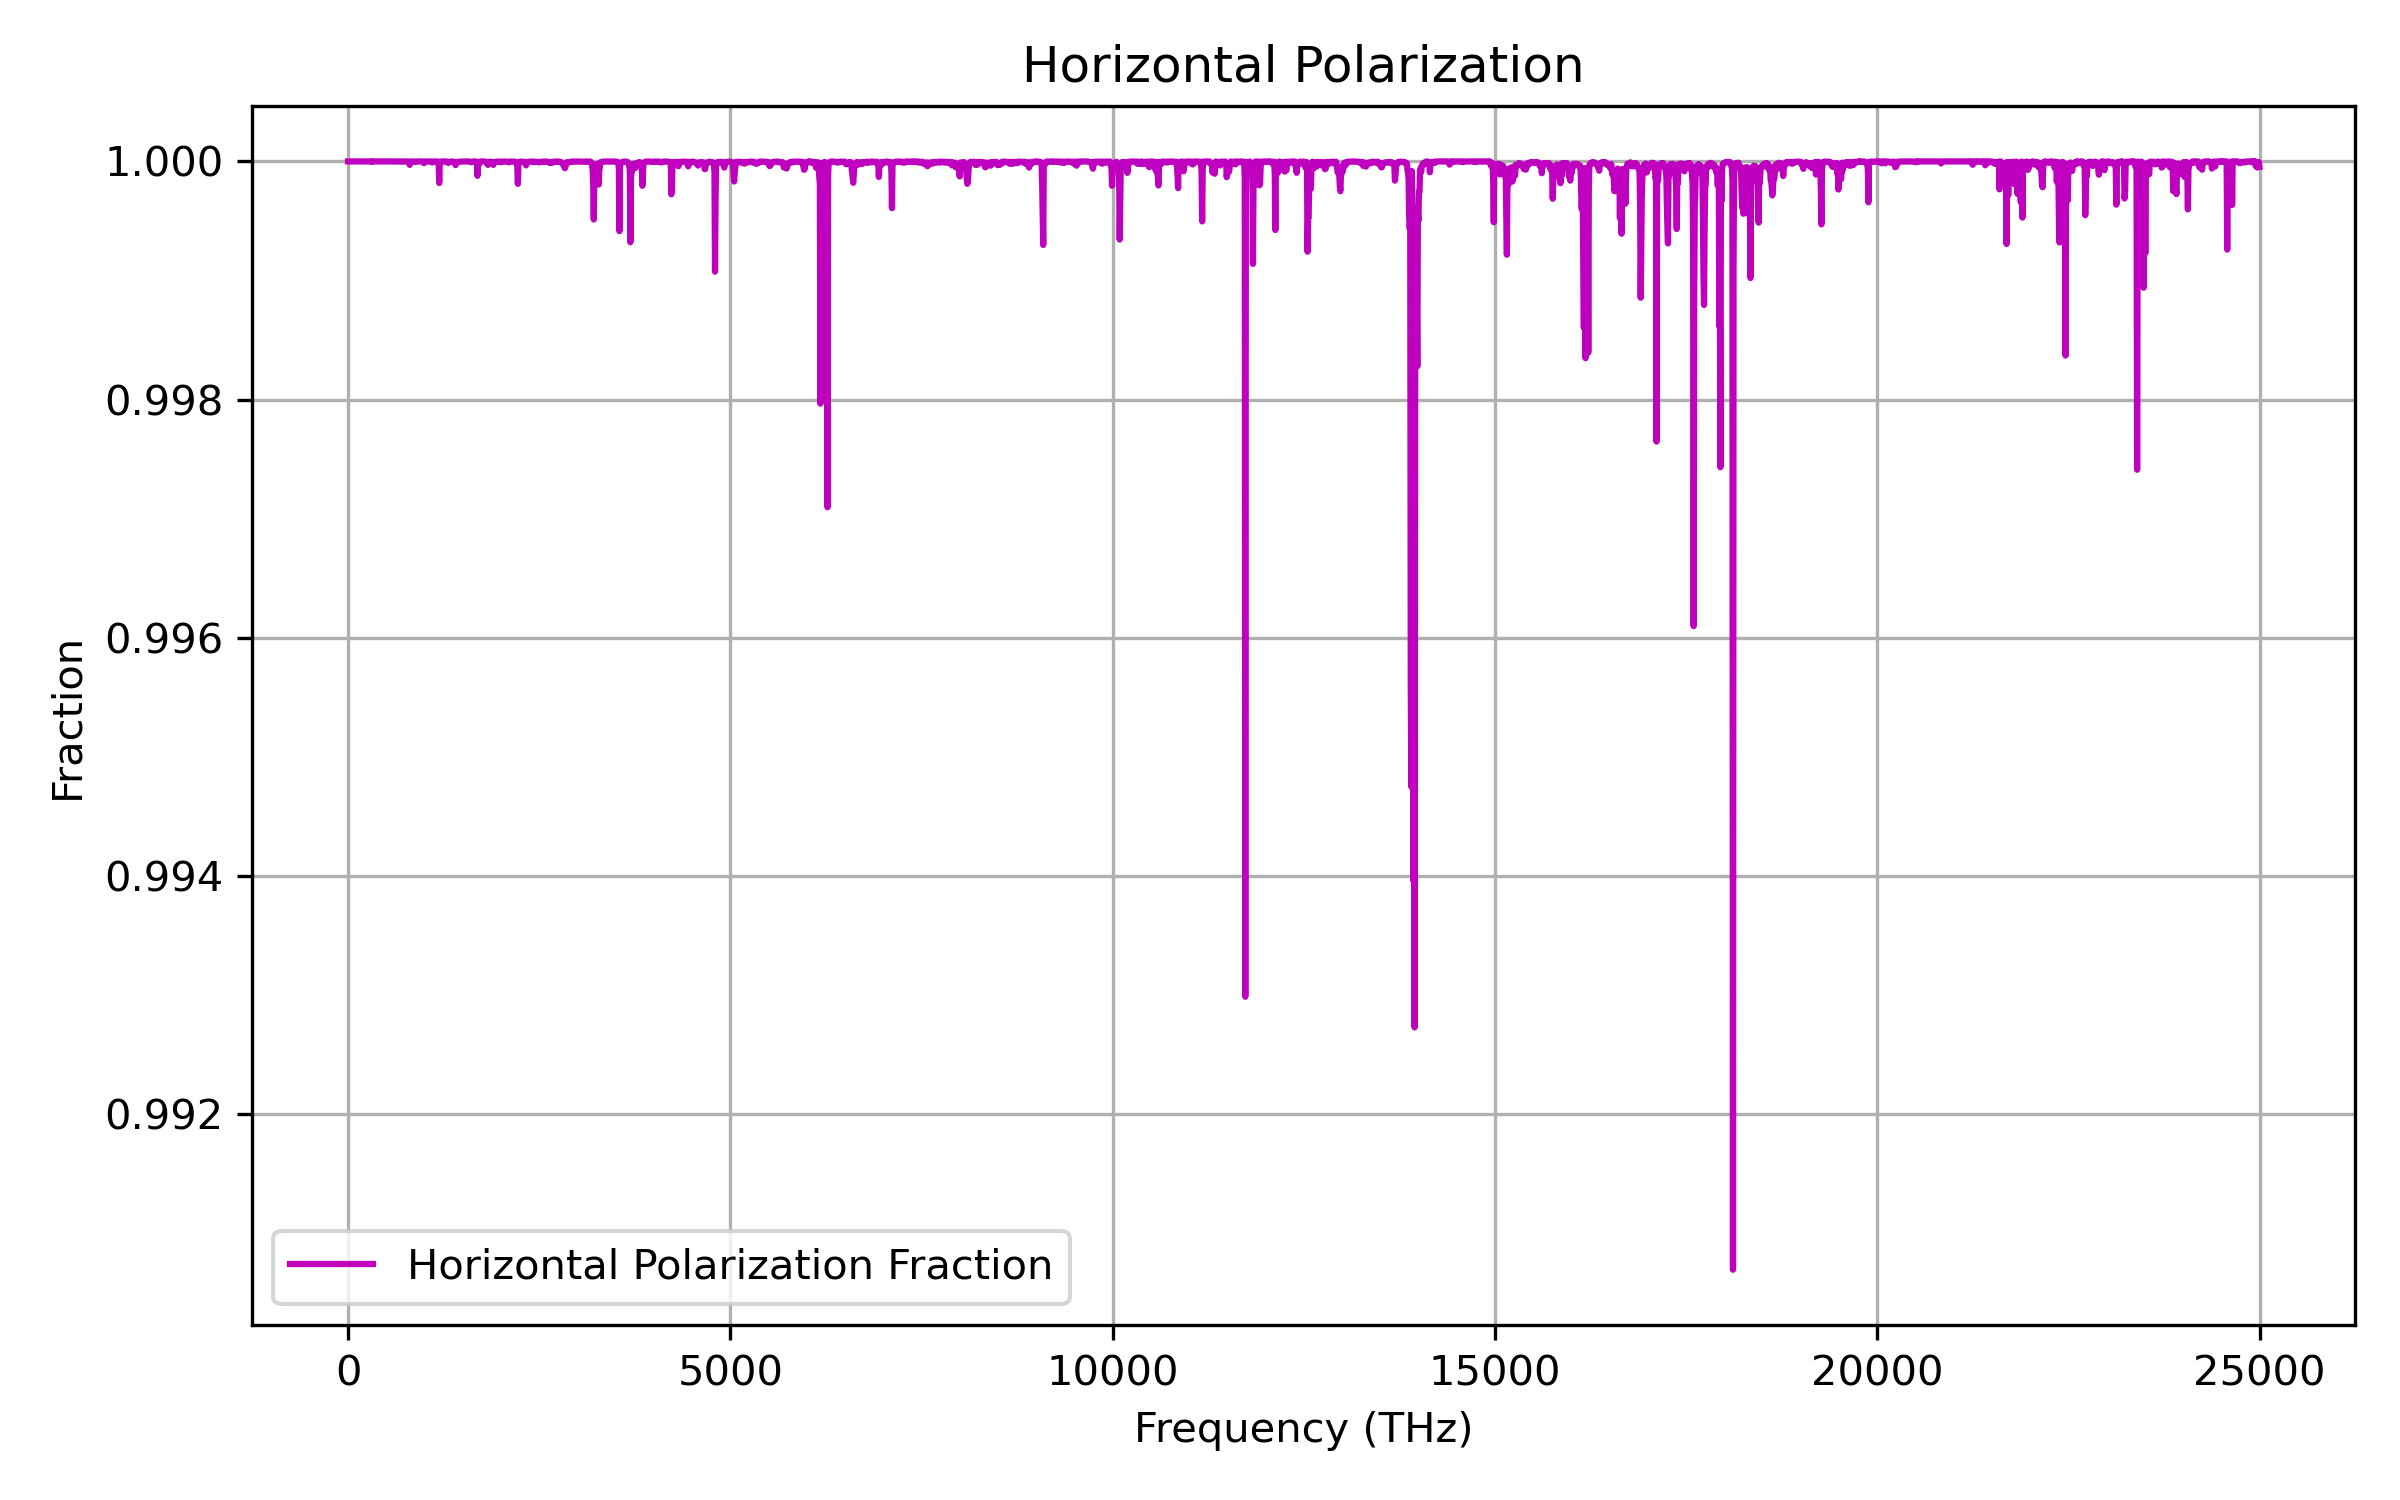 Horizontal Polarization
1.000
0.998
0.996
0.994
0.992
Fraction
Horizontal Polarization Fraction
0 5000 10000 15000 20000 25000
Frequency (THz)